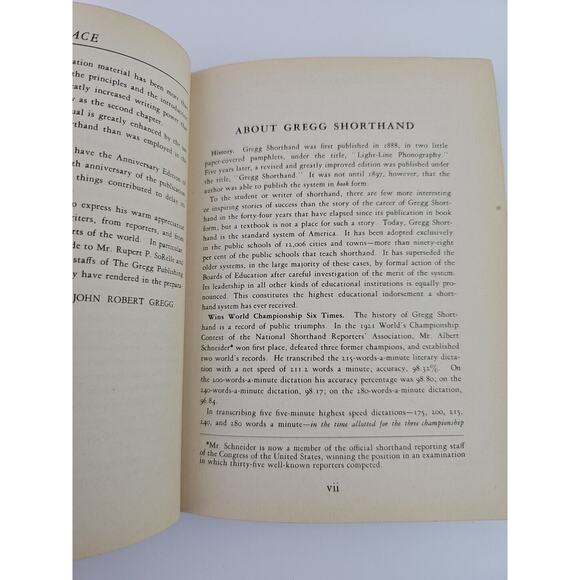 ACE
ation material has been more than
the principles and the introduction
atly increased writing power that
y as the second chapter.
ual is greatly enhanced by the use
rthand than was employed in the
have the Anniversary Edition of
th anniversary of the publication
things contributed to delay its
to express his warm appreciation
riters, from reporters, and from
rts of the world. In particular
de to Mr. Rupert P. SoRelle and
staffs of The Gregg Publishing
y have rendered in the prepara
JOHN ROBERT GREGG
ABOUT GREGG SHORTHAND
History. Gregg Shorthand was first published in 1888, in two little
paper-covered pamphlets, under the title, "Light-Line Phonography."
Five years later, a revised and greatly improved edition was published under
the title, "Gregg Shorthand." It was not until 1897, however, that the
author was able to publish the system in book form.
To the student or writer of shorthand, there are few more interesting
or inspiring stories of success than the story of the career of Gregg Short-
hand in the forty-four years that have elapsed since its publication in book
form, but a textbook is not a place for such a story. Today, Gregg Short-
hand is the standard system of America. It has been adopted exclusively
in the public schools of 12,006 cities and towns—more than ninety-eight
per cent of the public schools that teach shorthand. It has superseded the
older systems, in the large majority of these cases, by formal action of the
Boards of Education after careful investigation of the merit of the system.
Its leadership in all other kinds of educational institutions is equally pro-
nounced. This constitutes the highest educational endorsement a short-
hand system has ever received.
Wins World Championship Six Times. The history of Gregg Short-
hand is a record of public triumphs. In the 1921 World's Championship
Contest of the National Shorthand Reporters' Association, Mr. Albert
Schneider* won first place, defeated three former champions, and established
two world's records. He transcribed the 215-words-a-minute literary dicta-
tion with a net speed of 211.2 words a minute; accuracy, 98.32%. On
the 200-words-a-minute dictation his accuracy percentage was 98.80; on the
240-words-a-minute dictation, 98.17; on the 280-words-a-minute dictation,
96.84.
In transcribing five five-minute highest speed dictations—175, 200, 215,
240, and 280 words a minute—in the time allotted for the three championship
*Mr. Schneider is now a member of the official shorthand reporting staff
of the Congress of the United States, winning the position in an examination
in which thirty-five well-known reporters competed.
vii